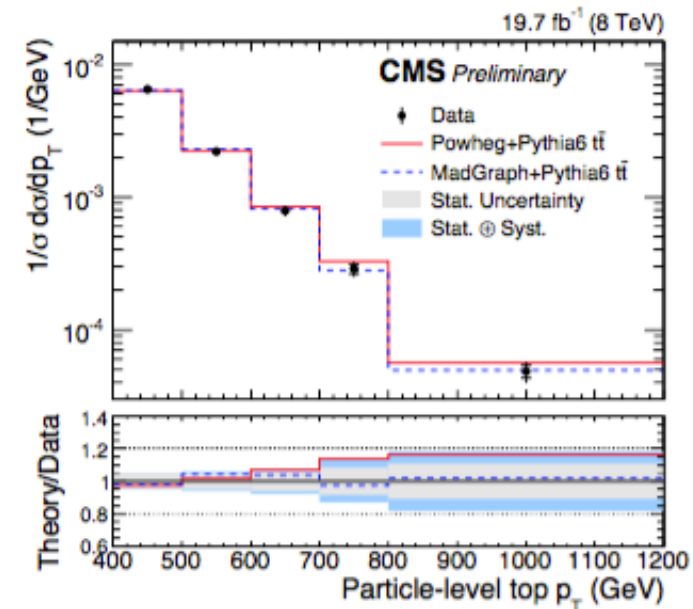 19.7 fb⁻¹ (8 TeV)
CMS Preliminary
Data
Powheg+Pythia6 tt̄
MadGraph+Pythia6 tt̄
Stat. Uncertainty
Stat. ⊕ Syst.
1/σ dσ/dp_T (1/GeV)
10⁻²
10⁻³
10⁻⁴
Theory/Data
1.4
1.2
1
0.8
0.6
400 500 600 700 800 900 1000 1100 1200
Particle-level top p_T (GeV)